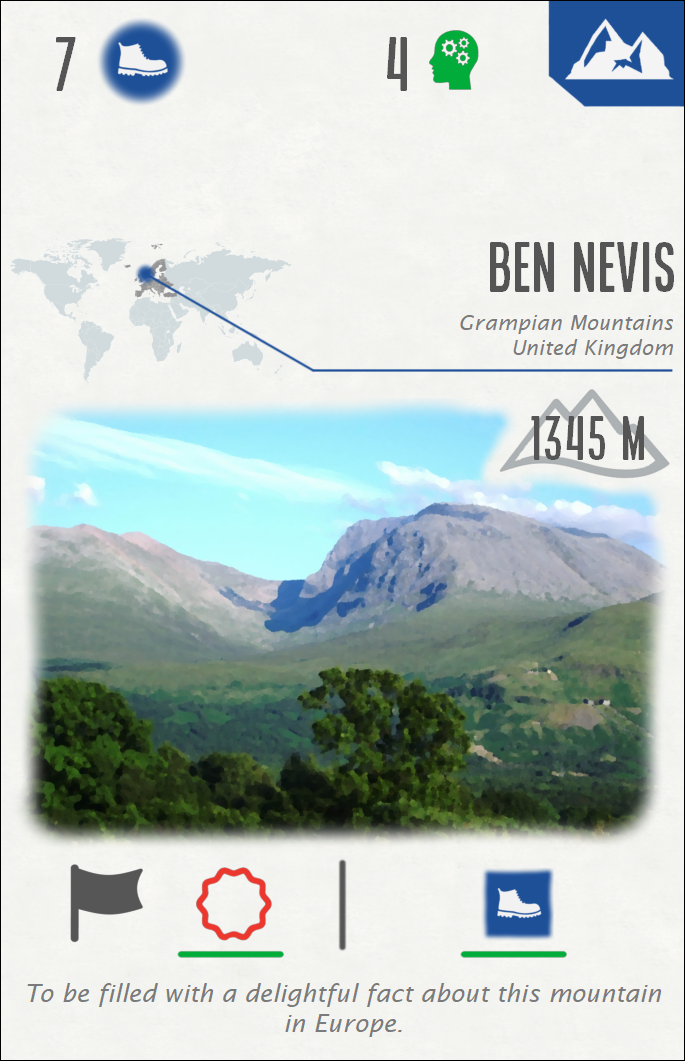 7
4
BEN NEVIS
Grampian Mountains
United Kingdom
1345 M
To be filled with a delightful fact about this mountain
in Europe.